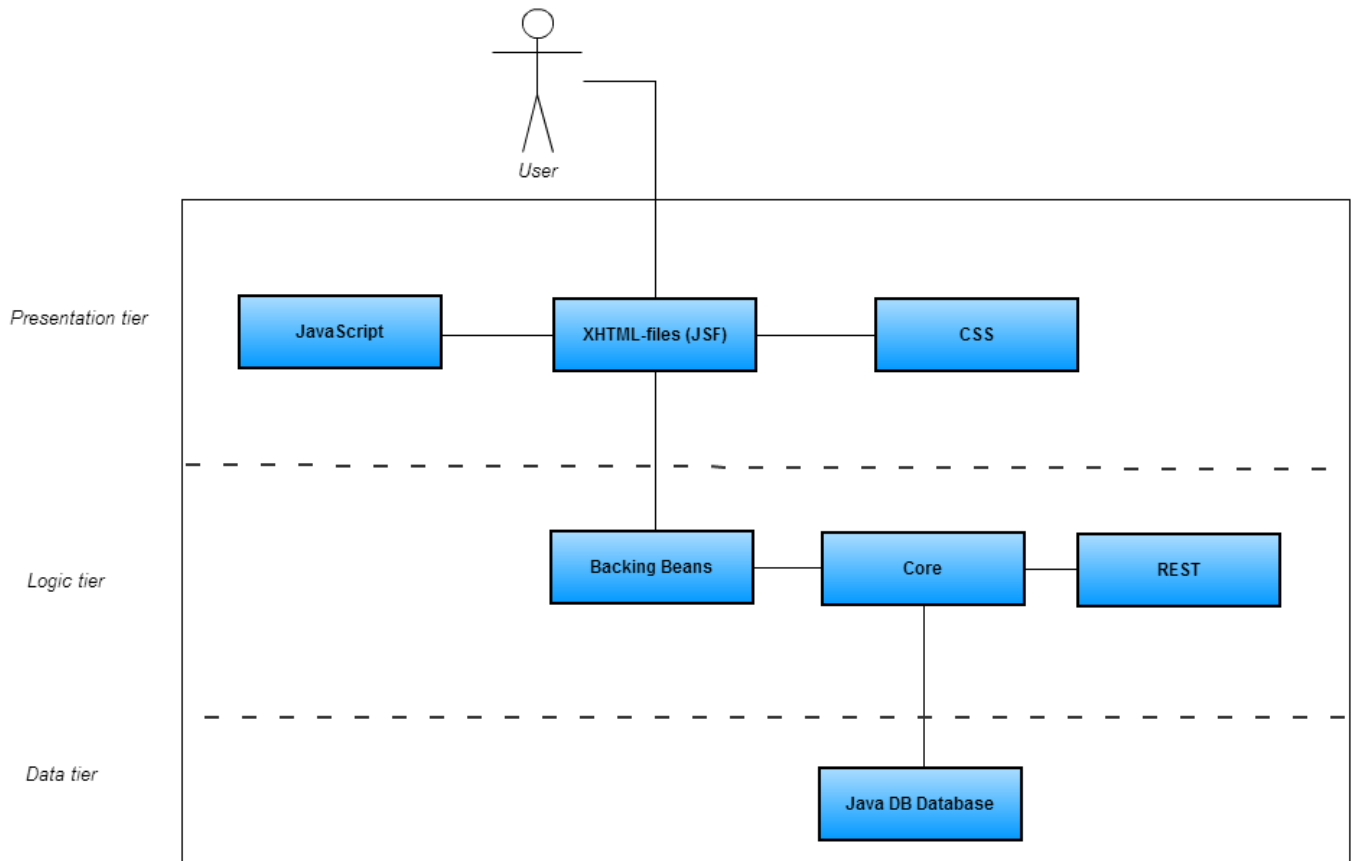 User
Presentation tier
JavaScript
XHTML-files (JSF)
CSS
Logic tier
Backing Beans
Core
REST
Data tier
Java DB Database